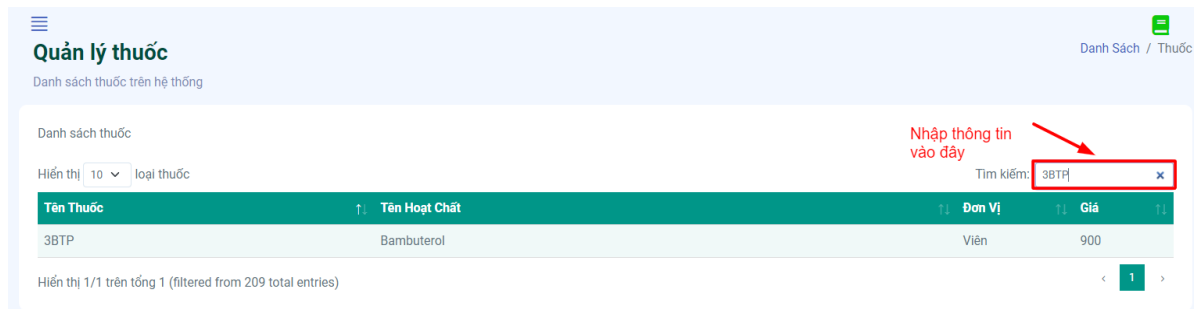 Quản lý thuốc
Danh Sách / Thuốc
Danh sách thuốc trên hệ thống
Danh sách thuốc
Nhập thông tin
vào đây
Hiển thị 10 loại thuốc
Tìm kiếm: 3BTP
Tên Thuốc Tên Hoạt Chất Đơn Vị Giá
3BTP Bambuterol Viên 900
Hiển thị 1/1 trên tổng 1 (filtered from 209 total entries)
‹ 1 ›